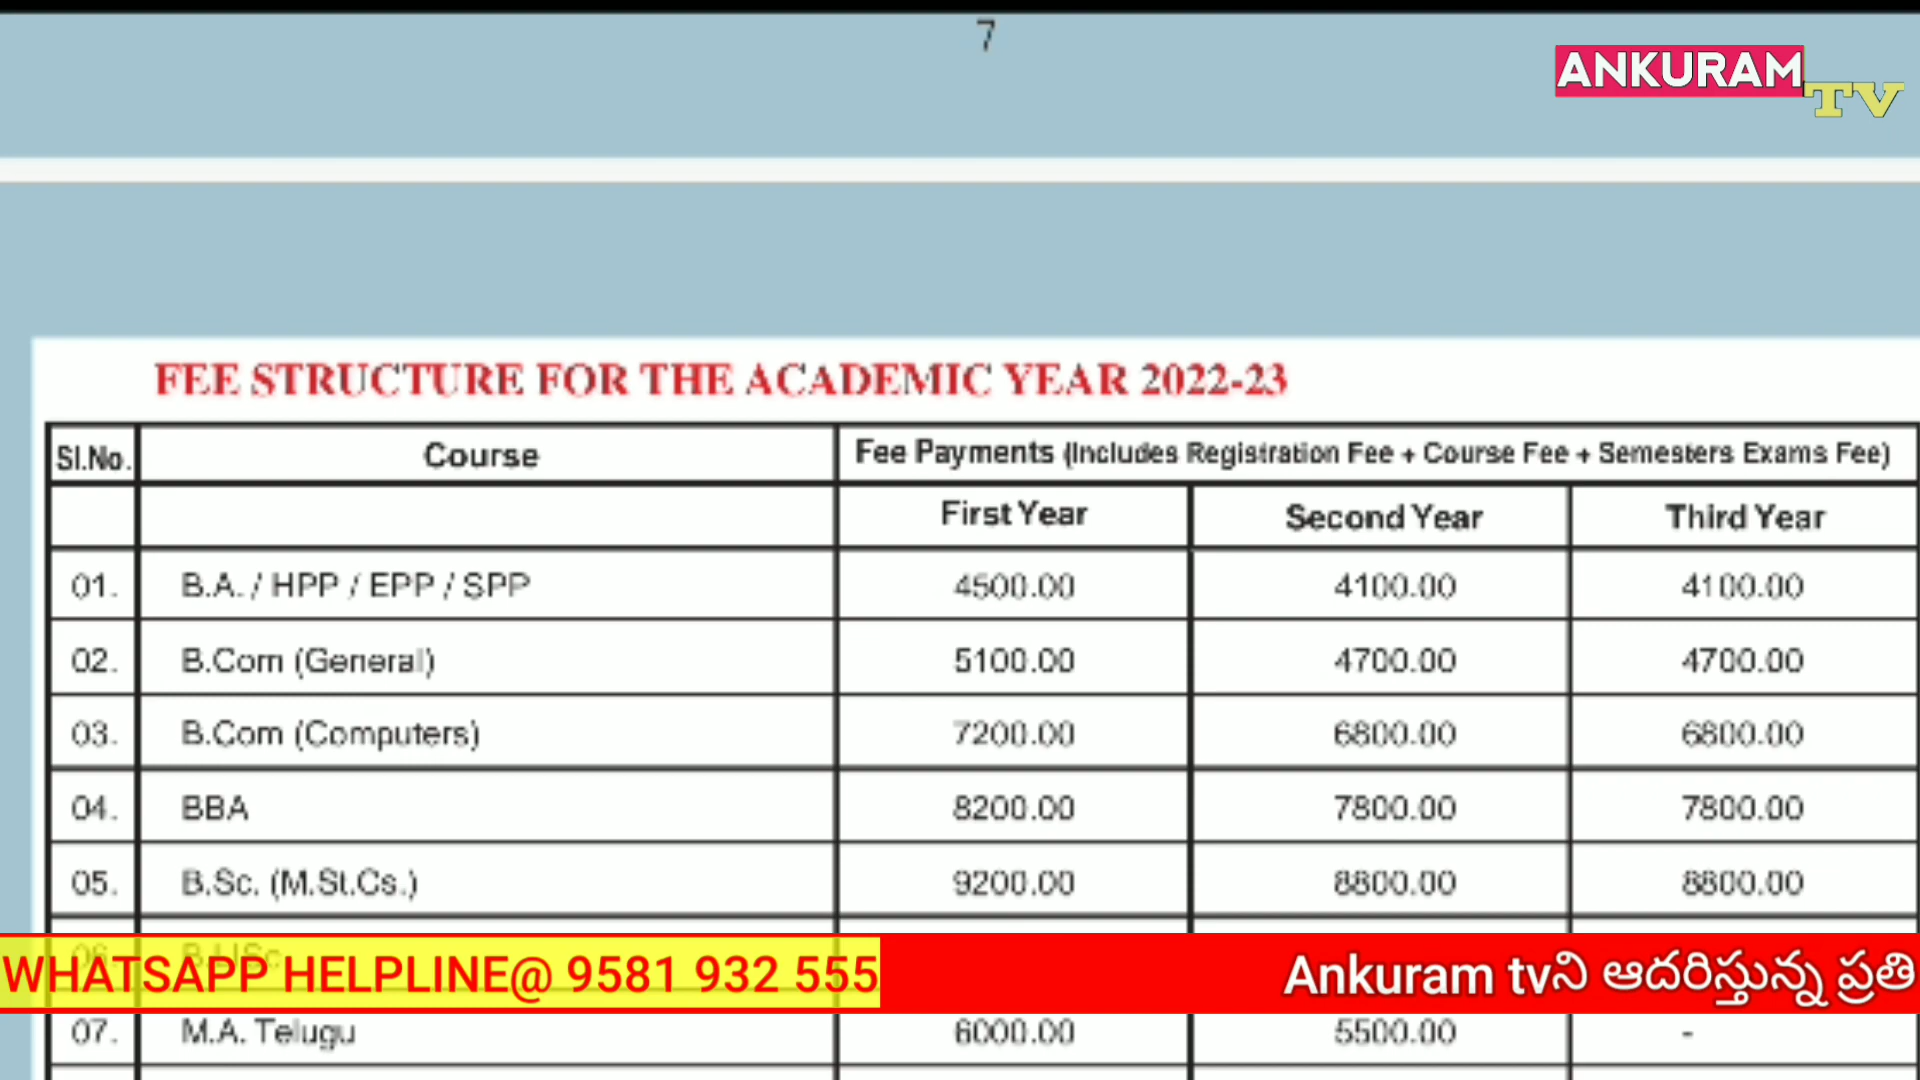 7
ANKURAM
TV
FEE STRUCTURE FOR THE ACADEMIC YEAR 2022-23
Sl.No. Course Fee Payments (Includes Registration Fee + Course Fee + Semesters Exams Fee)
First Year Second Year Third Year
01. B.A. / HPP / EPP / SPP 4500.00 4100.00 4100.00
02. B.Com (General) 5100.00 4700.00 4700.00
03. B.Com (Computers) 7200.00 6800.00 6800.00
04. BBA 8200.00 7800.00 7800.00
05. B.Sc. (M.St.Cs.) 9200.00 8800.00 8800.00
06.
WHATSAPP HELPLINE@ 9581 932 555 Ankuram tvని ఆదరిస్తున్న ప్రతి
07. M.A. Telugu 6000.00 5500.00 -